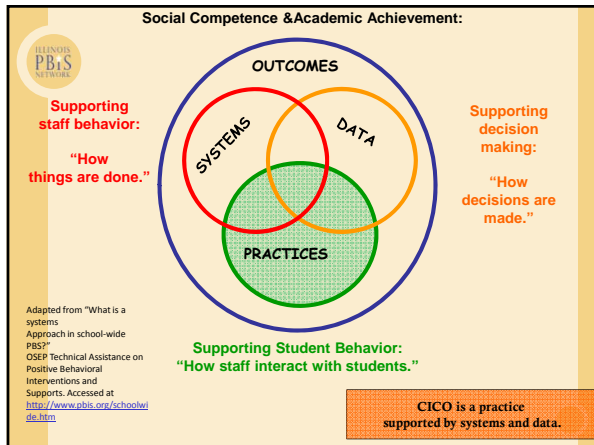 Social Competence &Academic Achievement:
ILLINOIS
PBIS
NETWORK
OUTCOMES
Supporting
staff behavior:
“How
things are done.”
SYSTEMS
DATA
Supporting
decision
making:
“How
decisions are
made.”
PRACTICES
Adapted from “What is a
systems
Approach in school-wide
PBS?”
OSEP Technical Assistance on
Positive Behavioral
Interventions and
Supports. Accessed at
http://www.pbis.org/schoolwi
de.htm
Supporting Student Behavior:
“How staff interact with students.”
CICO is a practice
supported by systems and data.